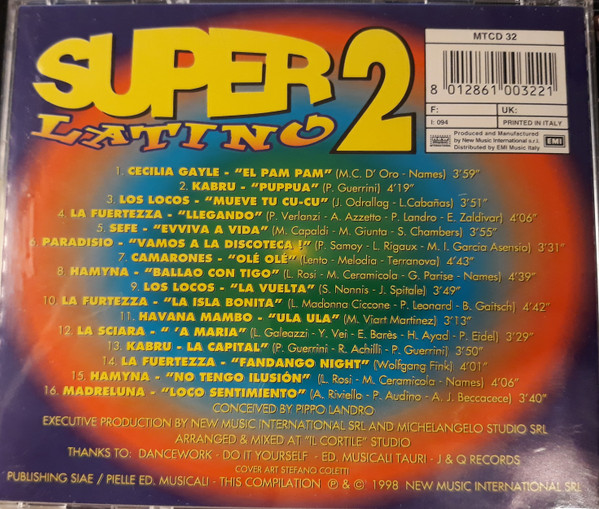 SUPER 2
LATINO
MTCD 32
8 012861 003221
F:
UK:
I: 094
PRINTED IN ITALY
Produced and Manufactured
by New Music International s.r.l.
Distributed by EMI Music Italy
EMI
1. CECILIA GAYLE - "EL PAM PAM" (M.C. D' Oro - Names) 3'59"
2. KABRU - "PUPPUA" (P. Guerrini) 4'19"
3. LOS LOCOS - "MUEVE TU CU-CU" (J. Odrallag - L.Cabañas) 3'51"
4. LA FUERTEZZA - "LLEGANDO" (P. Verlanzi - A. Azzetto - P. Landro - E. Zaldivar) 4'06"
5. SEFE - "EVVIVA A VIDA" (M. Capaldi - M. Giunta - S. Chambers) 3'55"
6. PARADISIO - "VAMOS A LA DISCOTECA !" (P. Samoy - L. Rigaux - M. I. Garcia Asensio) 3'31"
7. CAMARONES - "OLÉ OLÉ" (Lento - Melodia - Terranova) 4'43"
8. HAMYNA - "BALLAO CON TIGO" (L. Rosi - M. Ceramicola - G. Parise - Names) 4'39"
9. LOS LOCOS - "LA VUELTA" (S. Nonnis - J. Spitale) 3'49"
10. LA FURTEZZA - "LA ISLA BONITA" (L. Madonna Ciccone - P. Leonard - B. Gaitsch) 4'42"
11. HAVANA MAMBO - "ULA ULA" (M. Viart Martinez) 3'13"
12. LA SCIARA - " 'A MARIA" (L. Galeazzi - Y. Vei - E. Barès - H. Ayad - P. Eidel) 3'29"
13. KABRU - LA CAPITAL" (P. Guerrini - R. Achilli - P. Guerrini) 3'50"
14. LA FUERTEZZA - "FANDANGO NIGHT" (Wolfgang Fink) 4'01"
15. HAMYNA - "NO TENGO ILUSIÓN" (L. Rosi - M. Ceramicola - Names) 4'06"
16. MADRELUNA - "LOCO SENTIMIENTO" (A. Riviello - P. Audino - A. J. Beccacece) 3'40"
CONCEIVED BY PIPPO LANDRO
EXECUTIVE PRODUCTION BY NEW MUSIC INTERNATIONAL SRL AND MICHELANGELO STUDIO SRL
ARRANGED & MIXED AT "IL CORTILE" STUDIO
THANKS TO: DANCEWORK - DO IT YOURSELF - ED. MUSICALI TAURI - J & Q RECORDS
COVER ART STEFANO COLETTI
PUBLISHING SIAE / PIELLE ED. MUSICALI - THIS COMPILATION ℗ & © 1998 NEW MUSIC INTERNATIONAL SRL